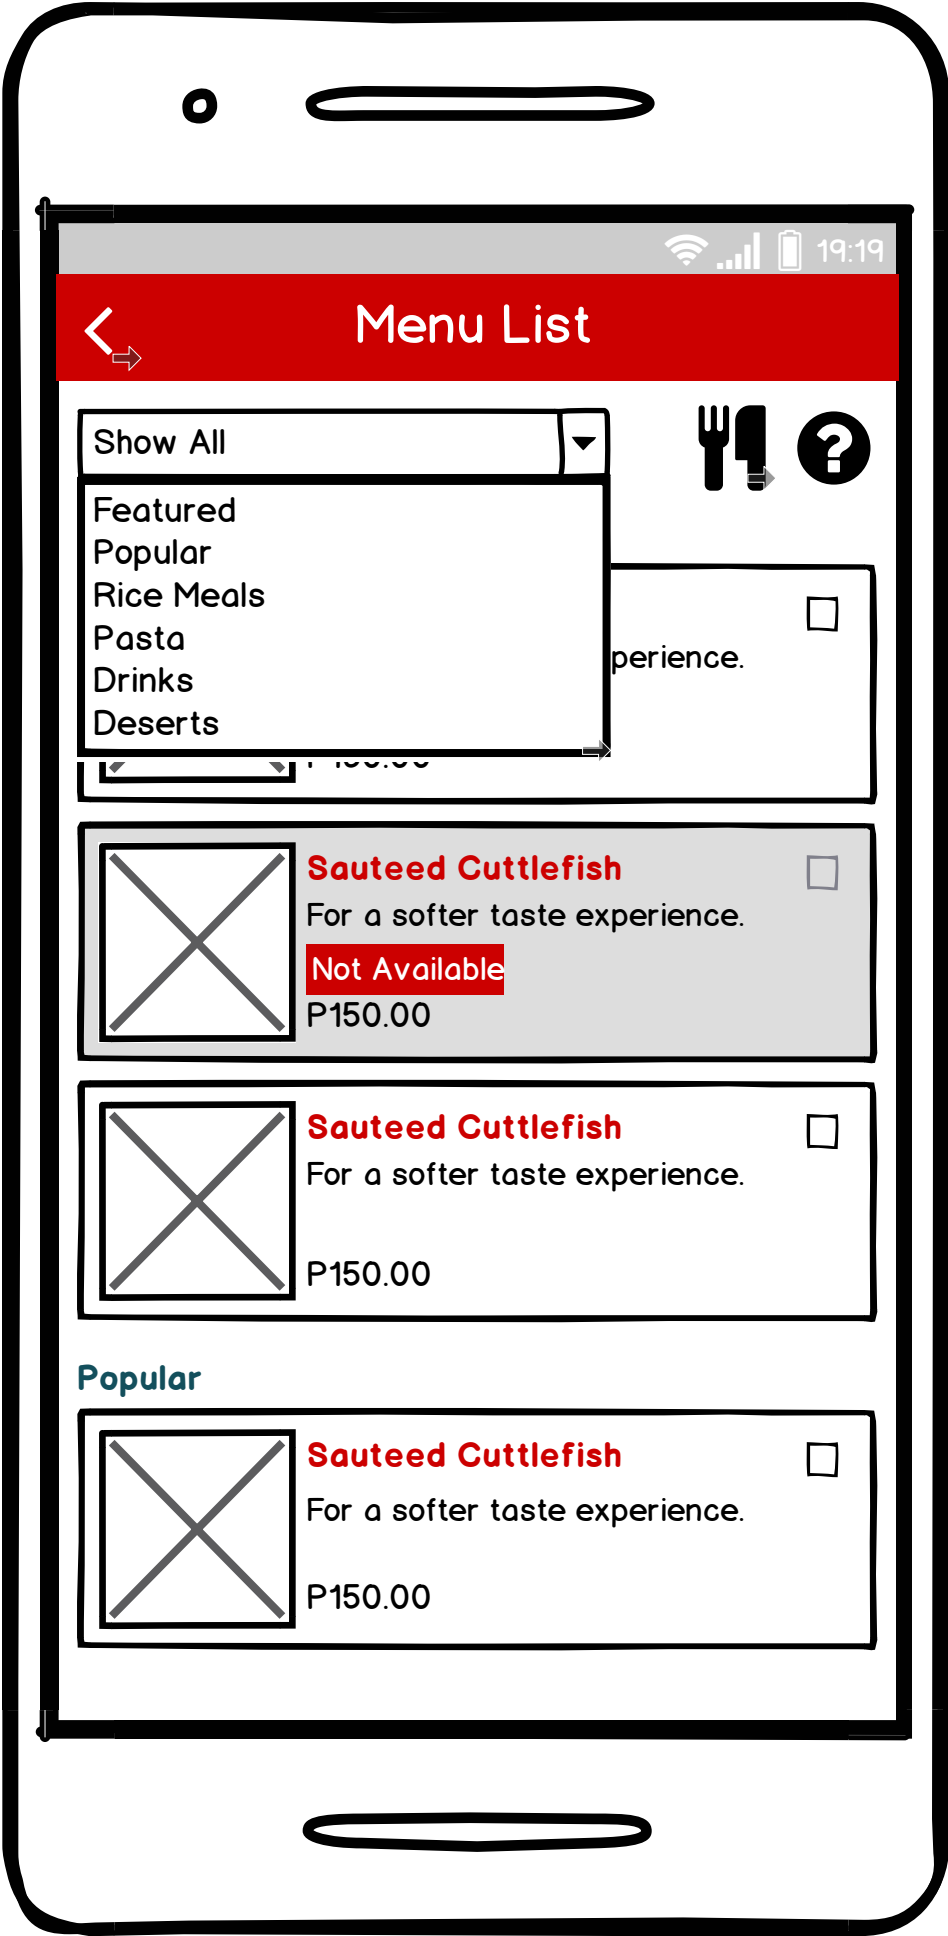 19:19
Menu List
Show All
Featured
Popular
Rice Meals
Pasta
Drinks
Deserts
perience.
P150.00
Sauteed Cuttlefish
For a softer taste experience.
Not Available
P150.00
Sauteed Cuttlefish
For a softer taste experience.
P150.00
Popular
Sauteed Cuttlefish
For a softer taste experience.
P150.00